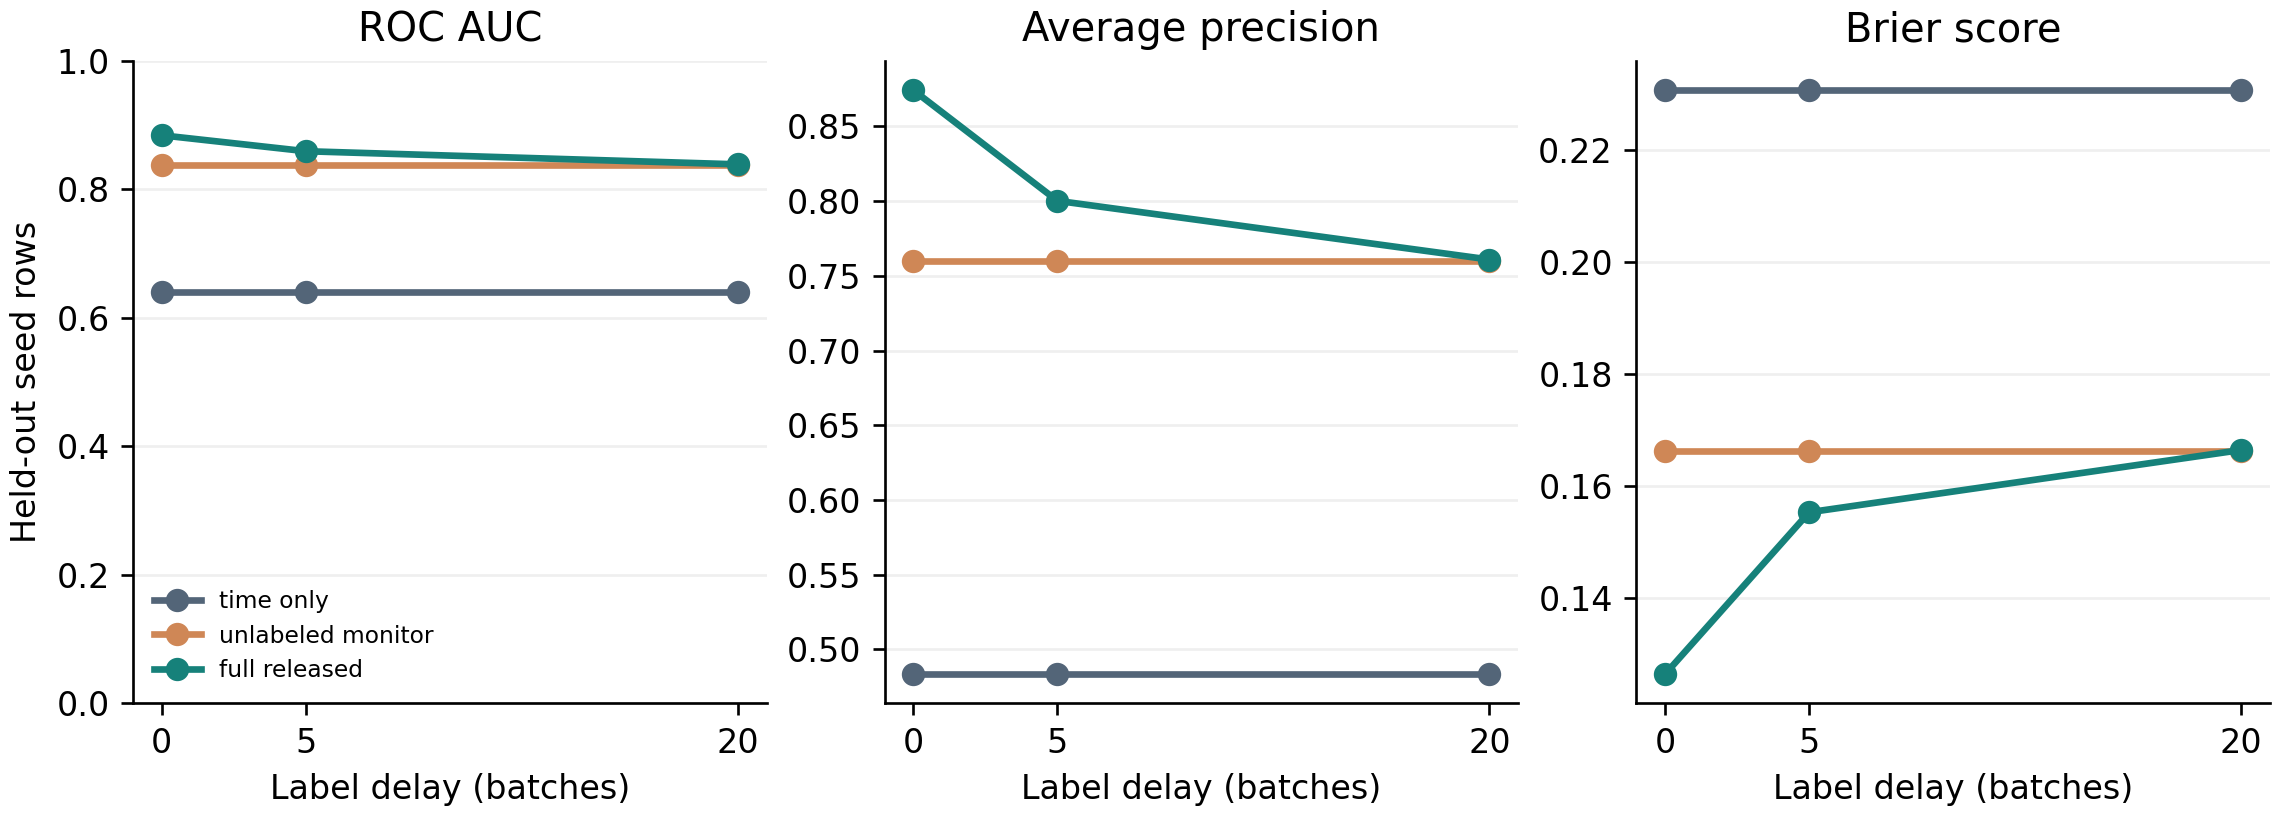 ROC AUC
Held-out seed rows
1.0
0.8
0.6
0.4
0.2
0.0
time only
unlabeled monitor
full released
0 5 20
Label delay (batches)
Average precision
0.85
0.80
0.75
0.70
0.65
0.60
0.55
0.50
0 5 20
Label delay (batches)
Brier score
0.22
0.20
0.18
0.16
0.14
0 5 20
Label delay (batches)